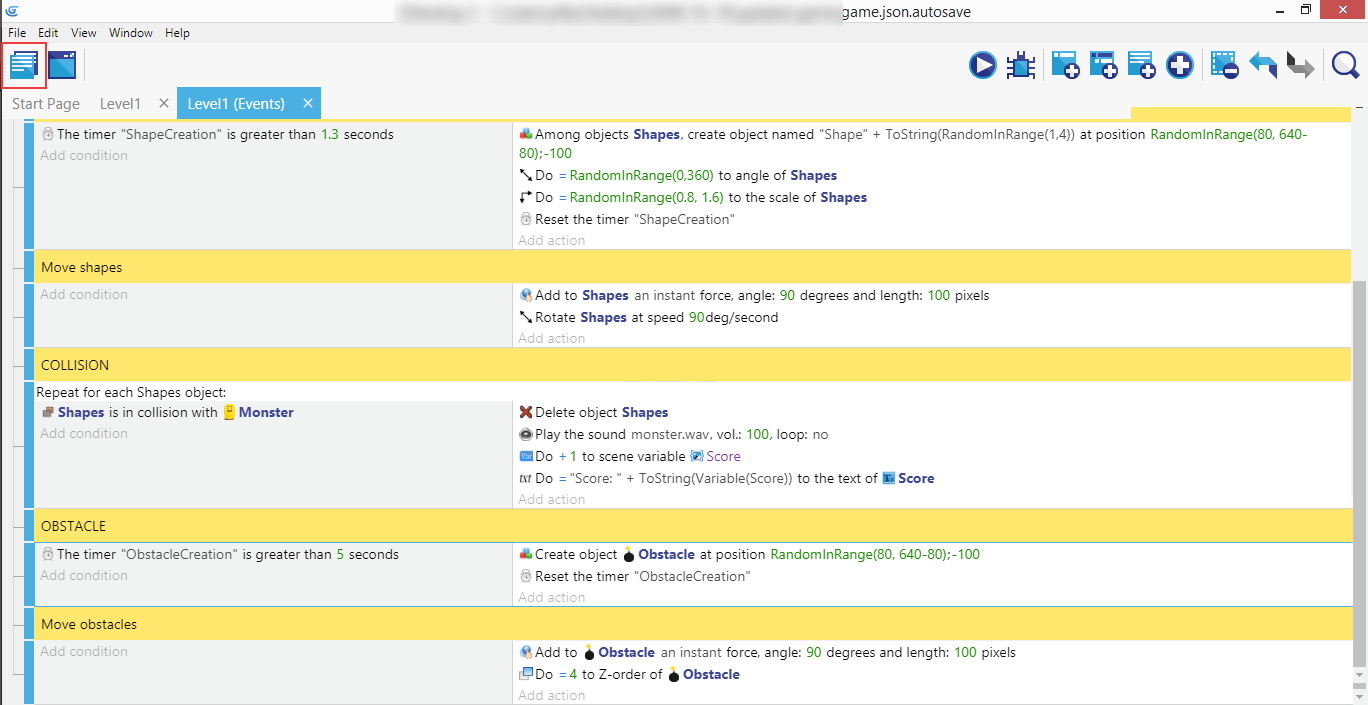 game.json.autosave
File Edit View Window Help
Start Page Level1 × Level1 (Events) ×
The timer "ShapeCreation" is greater than 1.3 seconds
Add condition
Among objects Shapes, create object named "Shape" + ToString(RandomInRange(1,4)) at position RandomInRange(80, 640-
80);-100
Do = RandomInRange(0,360) to angle of Shapes
Do = RandomInRange(0.8, 1.6) to the scale of Shapes
Reset the timer "ShapeCreation"
Add action
Move shapes
Add condition
Add to Shapes an instant force, angle: 90 degrees and length: 100 pixels
Rotate Shapes at speed 90deg/second
Add action
COLLISION
Repeat for each Shapes object:
Shapes is in collision with Monster
Add condition
Delete object Shapes
Play the sound monster.wav, vol.: 100, loop: no
Do + 1 to scene variable Score
txt Do = "Score: " + ToString(Variable(Score)) to the text of Score
Add action
OBSTACLE
The timer "ObstacleCreation" is greater than 5 seconds
Add condition
Create object Obstacle at position RandomInRange(80, 640-80);-100
Reset the timer "ObstacleCreation"
Add action
Move obstacles
Add condition
Add to Obstacle an instant force, angle: 90 degrees and length: 100 pixels
Do = 4 to Z-order of Obstacle
Add action